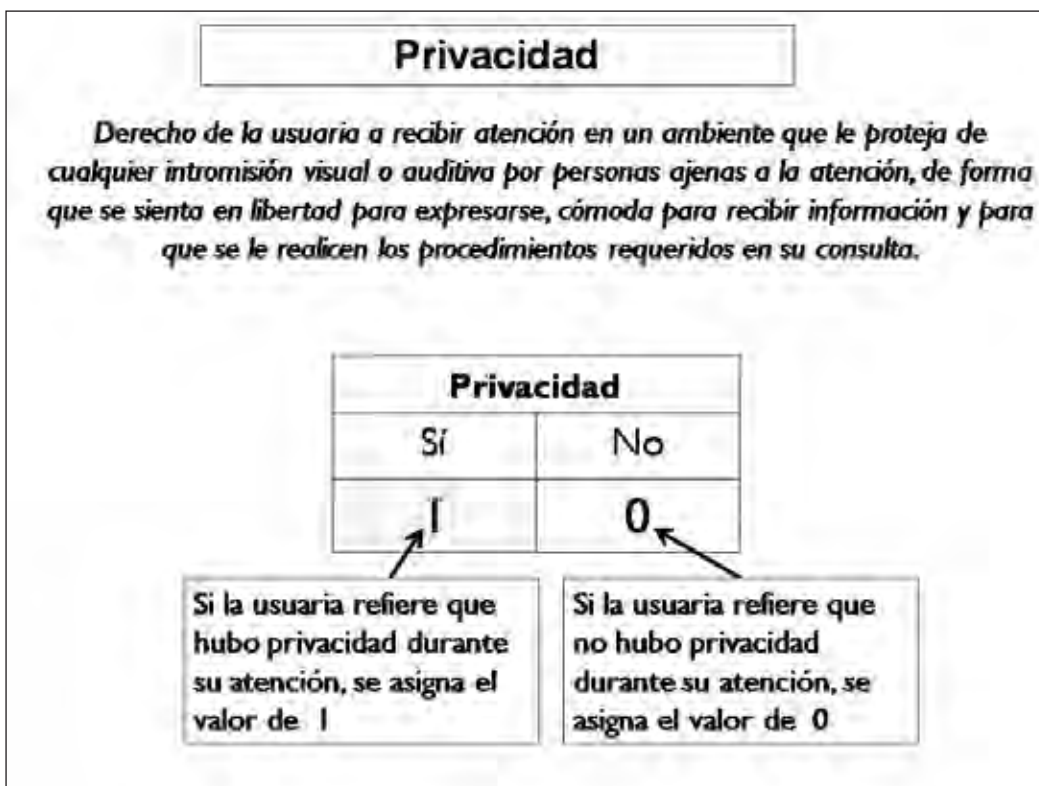 Privacidad
Derecho de la usuaria a recibir atención en un ambiente que le proteja de
cualquier intromisión visual o auditiva por personas ajenas a la atención, de forma
que se sienta en libertad para expresarse, cómoda para recibir información y para
que se le realicen los procedimientos requeridos en su consulta.
Privacidad
Sí No
1 0
Si la usuaria refiere que
hubo privacidad durante
su atención, se asigna el
valor de 1
Si la usuaria refiere que
no hubo privacidad
durante su atención, se
asigna el valor de 0